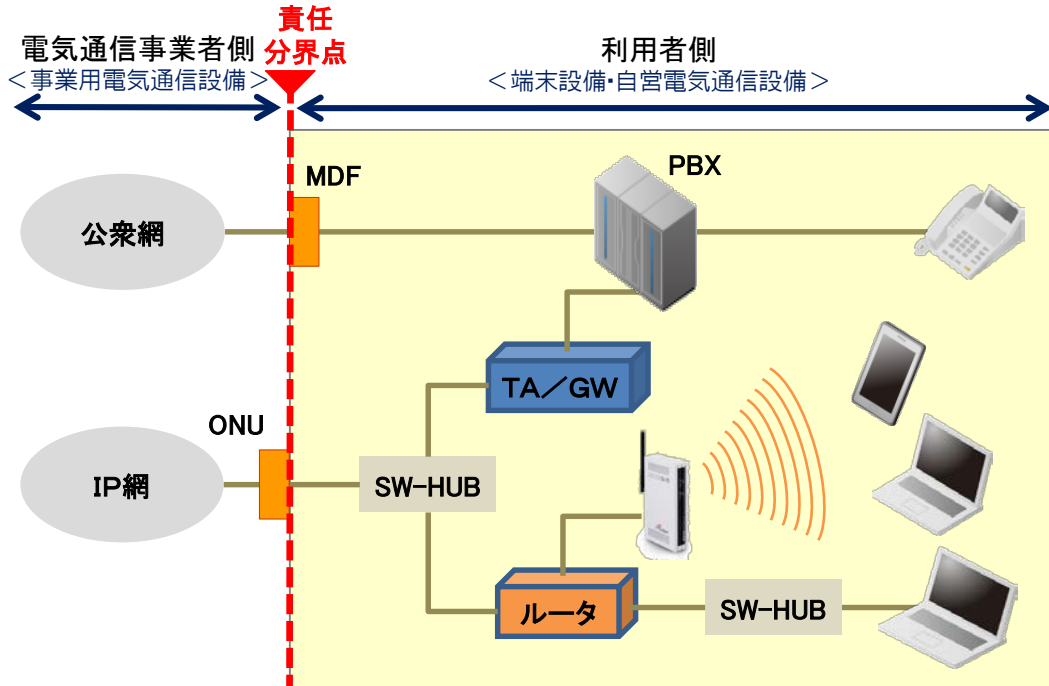 責任
分界点
電気通信事業者側
＜事業用電気通信設備＞
利用者側
＜端末設備・自営電気通信設備＞
MDF
PBX
公衆網
TA／GW
ONU
IP網
SW-HUB
ルータ
SW-HUB